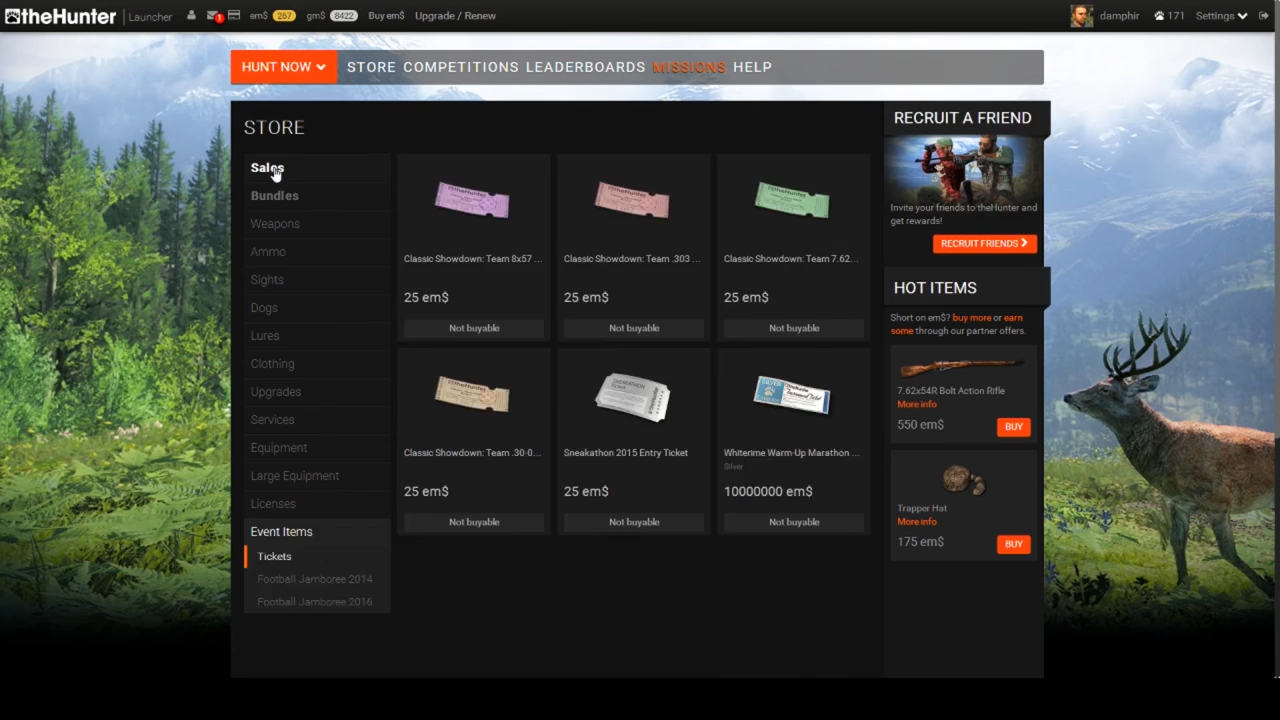 theHunter Launcher 1 em$ 267 gm$ 8422 Buy em$ Upgrade / Renew damphir 171 Settings
HUNT NOW STORE COMPETITIONS LEADERBOARDS MISSIONS HELP
STORE
Sales
Bundles
Weapons
Ammo
Sights
Dogs
Lures
Clothing
Upgrades
Services
Equipment
Large Equipment
Licenses
Event Items
Tickets
Football Jamboree 2014
Football Jamboree 2016
theHunter
Classic Showdown: Team 8x57 ...
25 em$
Not buyable
theHunter
Classic Showdown: Team .303 ...
25 em$
Not buyable
theHunter
Classic Showdown: Team 7.62...
25 em$
Not buyable
theHunter
Classic Showdown: Team .30-0...
25 em$
Not buyable
Sneakathon 2015 Entry Ticket
25 em$
Not buyable
SILVER
Whiterime Warm-Up Marathon ...
Silver
10000000 em$
Not buyable
RECRUIT A FRIEND
Invite your friends to theHunter and
get rewards!
RECRUIT FRIENDS
HOT ITEMS
Short on em$? buy more or earn
some through our partner offers.
7.62x54R Bolt Action Rifle
More info
550 em$ BUY
Trapper Hat
More info
175 em$ BUY